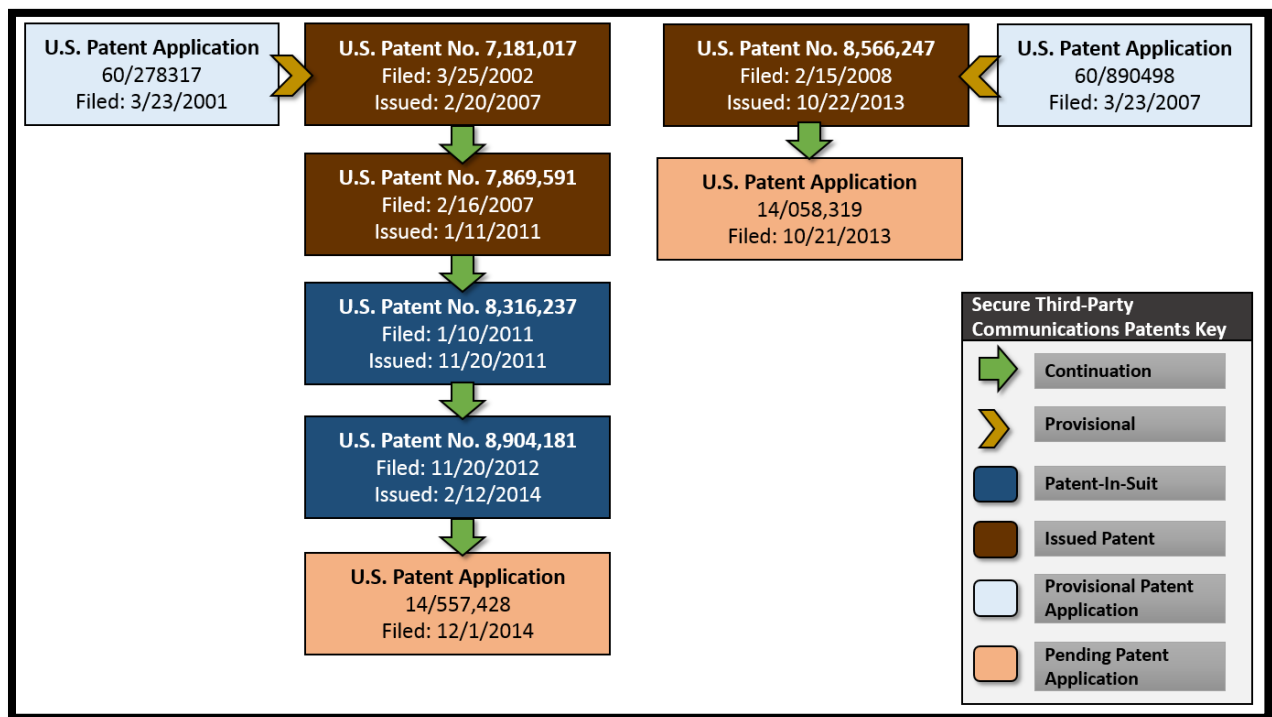 U.S. Patent Application
60/278317
Filed: 3/23/2001
U.S. Patent No. 7,181,017
Filed: 3/25/2002
Issued: 2/20/2007
U.S. Patent No. 7,869,591
Filed: 2/16/2007
Issued: 1/11/2011
U.S. Patent No. 8,316,237
Filed: 1/10/2011
Issued: 11/20/2011
U.S. Patent No. 8,904,181
Filed: 11/20/2012
Issued: 2/12/2014
U.S. Patent Application
14/557,428
Filed: 12/1/2014
U.S. Patent No. 8,566,247
Filed: 2/15/2008
Issued: 10/22/2013
U.S. Patent Application
60/890498
Filed: 3/23/2007
U.S. Patent Application
14/058,319
Filed: 10/21/2013
Secure Third-Party
Communications Patents Key
Continuation
Provisional
Patent-In-Suit
Issued Patent
Provisional Patent
Application
Pending Patent
Application